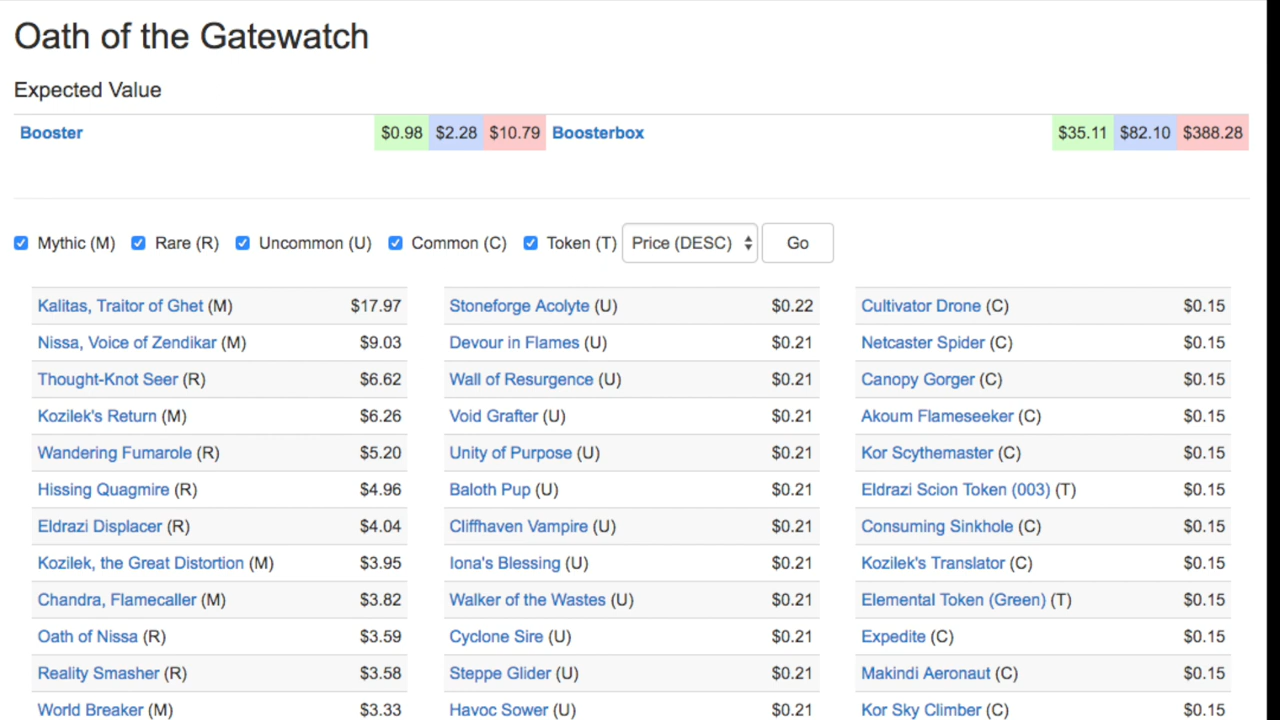 Oath of the Gatewatch
Expected Value
Booster $0.98 $2.28 $10.79 Boosterbox $35.11 $82.10 $388.28
Mythic (M) Rare (R) Uncommon (U) Common (C) Token (T) Price (DESC) Go
Kalitas, Traitor of Ghet (M) $17.97 Stoneforge Acolyte (U) $0.22 Cultivator Drone (C) $0.15
Nissa, Voice of Zendikar (M) $9.03 Devour in Flames (U) $0.21 Netcaster Spider (C) $0.15
Thought-Knot Seer (R) $6.62 Wall of Resurgence (U) $0.21 Canopy Gorger (C) $0.15
Kozilek's Return (M) $6.26 Void Grafter (U) $0.21 Akoum Flameseeker (C) $0.15
Wandering Fumarole (R) $5.20 Unity of Purpose (U) $0.21 Kor Scythemaster (C) $0.15
Hissing Quagmire (R) $4.96 Baloth Pup (U) $0.21 Eldrazi Scion Token (003) (T) $0.15
Eldrazi Displacer (R) $4.04 Cliffhaven Vampire (U) $0.21 Consuming Sinkhole (C) $0.15
Kozilek, the Great Distortion (M) $3.95 Iona's Blessing (U) $0.21 Kozilek's Translator (C) $0.15
Chandra, Flamecaller (M) $3.82 Walker of the Wastes (U) $0.21 Elemental Token (Green) (T) $0.15
Oath of Nissa (R) $3.59 Cyclone Sire (U) $0.21 Expedite (C) $0.15
Reality Smasher (R) $3.58 Steppe Glider (U) $0.21 Makindi Aeronaut (C) $0.15
World Breaker (M) $3.33 Havoc Sower (U) $0.21 Kor Sky Climber (C) $0.15